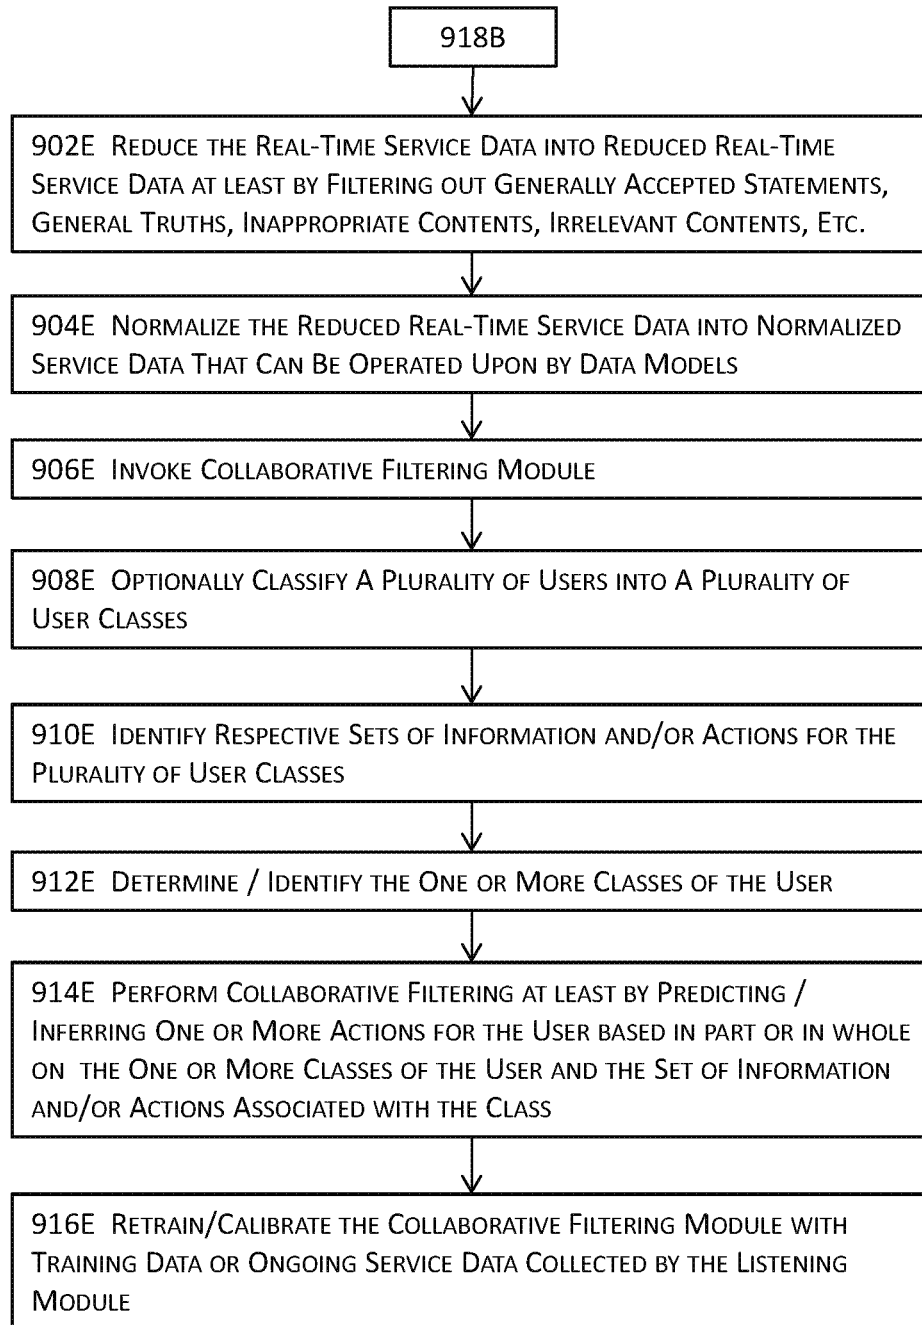 918B
902E REDUCE THE REAL-TIME SERVICE DATA INTO REDUCED REAL-TIME
SERVICE DATA AT LEAST BY FILTERING OUT GENERALLY ACCEPTED STATEMENTS,
GENERAL TRUTHS, INAPPROPRIATE CONTENTS, IRRELEVANT CONTENTS, ETC.
904E NORMALIZE THE REDUCED REAL-TIME SERVICE DATA INTO NORMALIZED
SERVICE DATA THAT CAN BE OPERATED UPON BY DATA MODELS
906E INVOKE COLLABORATIVE FILTERING MODULE
908E OPTIONALLY CLASSIFY A PLURALITY OF USERS INTO A PLURALITY OF
USER CLASSES
910E IDENTIFY RESPECTIVE SETS OF INFORMATION AND/OR ACTIONS FOR THE
PLURALITY OF USER CLASSES
912E DETERMINE / IDENTIFY THE ONE OR MORE CLASSES OF THE USER
914E PERFORM COLLABORATIVE FILTERING AT LEAST BY PREDICTING /
INFERRING ONE OR MORE ACTIONS FOR THE USER BASED IN PART OR IN WHOLE
ON THE ONE OR MORE CLASSES OF THE USER AND THE SET OF INFORMATION
AND/OR ACTIONS ASSOCIATED WITH THE CLASS
916E RETRAIN/CALIBRATE THE COLLABORATIVE FILTERING MODULE WITH
TRAINING DATA OR ONGOING SERVICE DATA COLLECTED BY THE LISTENING
MODULE